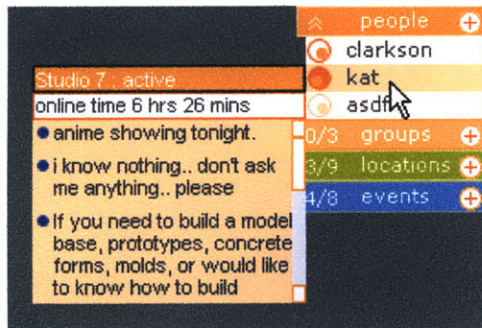 people
clarkson
kat
asdf
Studio 7 : active
online time 6 hrs 26 mins
anime showing tonight.
i know nothing.. don't ask
me anything.. please
If you need to build a model
base, prototypes, concrete
forms, molds, or would like
to know how to build
0/3 groups
3/9 locations
4/8 events